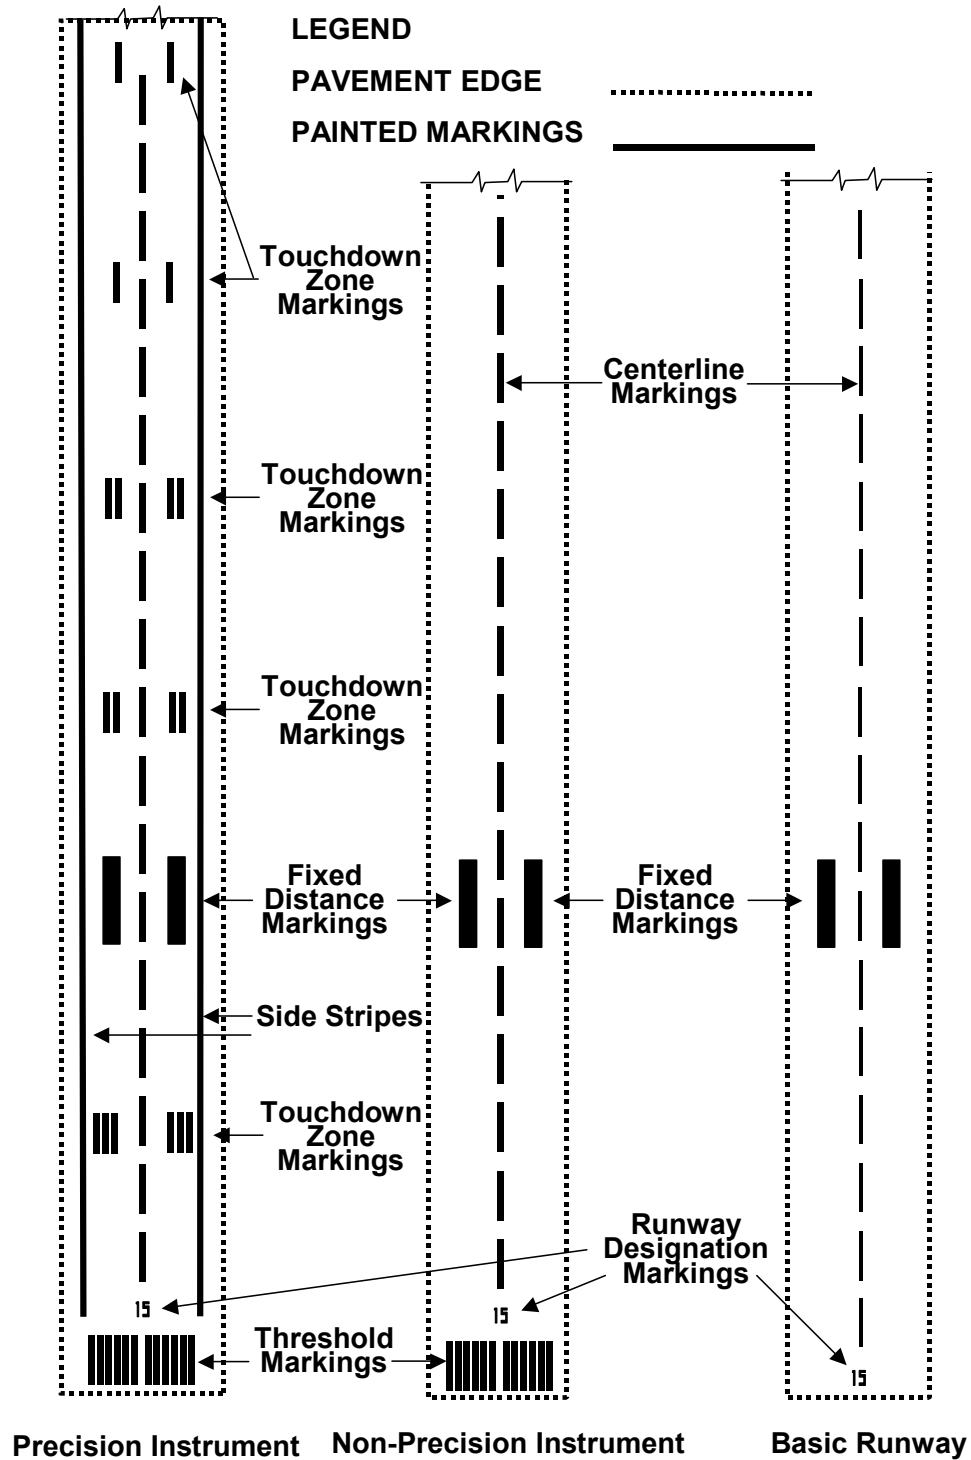 LEGEND
PAVEMENT EDGE
PAINTED MARKINGS
Touchdown
Zone
Markings
Centerline
Markings
Touchdown
Zone
Markings
Touchdown
Zone
Markings
Fixed
Distance
Markings
Fixed
Distance
Markings
Side Stripes
Touchdown
Zone
Markings
Runway
Designation
Markings
15
15
Threshold
Markings
15
Precision Instrument
Non-Precision Instrument
Basic Runway